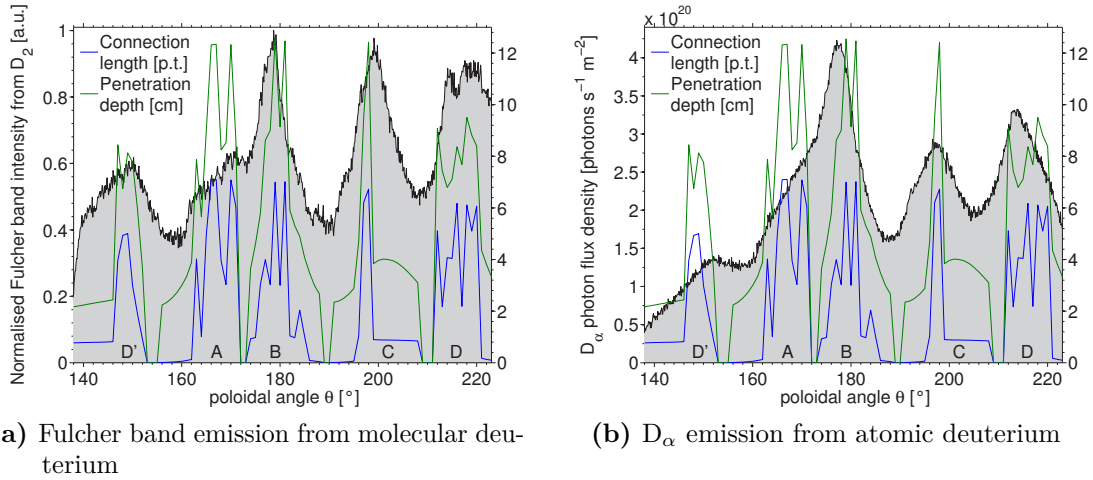 Normalised Fulcher band intensity from D2 [a.u.]
1
0.8
0.6
0.4
0.2
0
Connection
length [p.t.]
Penetration
depth [cm]
12
10
8
6
4
2
0
D' A B C D
140 160 180 200 220
poloidal angle θ [°]
a) Fulcher band emission from molecular deu-
terium
x 10^20
Dα photon flux density [photons s−1 m−2]
4
3.5
3
2.5
2
1.5
1
0.5
0
Connection
length [p.t.]
Penetration
depth [cm]
12
10
8
6
4
2
0
D' A B C D
140 160 180 200 220
poloidal angle θ [°]
(b) Dα emission from atomic deuterium